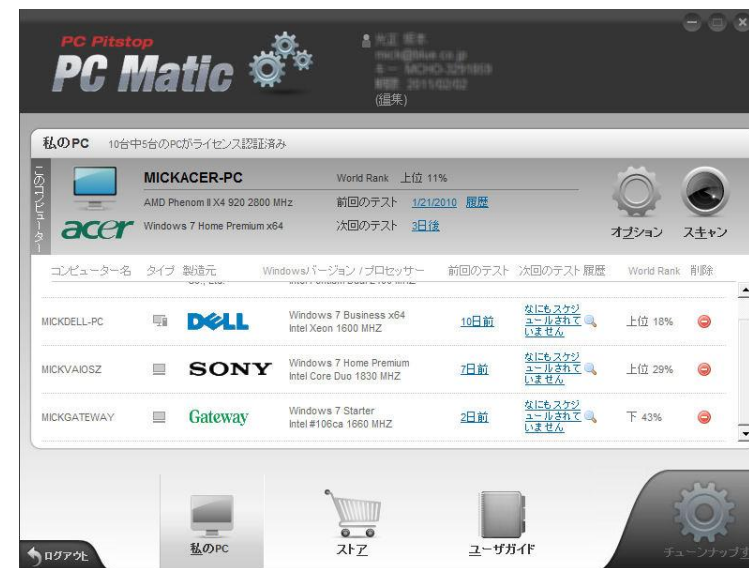 PC Pitstop
PC Matic
(編集)
私のPC 10台中5台のPCがライセンス認証済み
このコンピューター
MICKACER-PC World Rank 上位 11%
AMD Phenom II X4 920 2800 MHz 前回のテスト 1/21/2010 履歴
acer Windows 7 Home Premium x64 次回のテスト 3日後
オプション スキャン
コンピューター名 タイプ 製造元 Windowsバージョン / プロセッサー 前回のテスト 次回のテスト 履歴 World Rank 削除
MICKDELL-PC DELL Windows 7 Business x64
Intel Xeon 1600 MHZ 10日前 なにもスケジュールされていません 上位 18%
MICKVAIOSZ SONY Windows 7 Home Premium
Intel Core Duo 1830 MHZ 7日前 なにもスケジュールされていません 上位 29%
MICKGATEWAY Gateway Windows 7 Starter
Intel #106ca 1660 MHZ 2日前 なにもスケジュールされていません 下 43%
ログアウト 私のPC ストア ユーザガイド チューンナップす